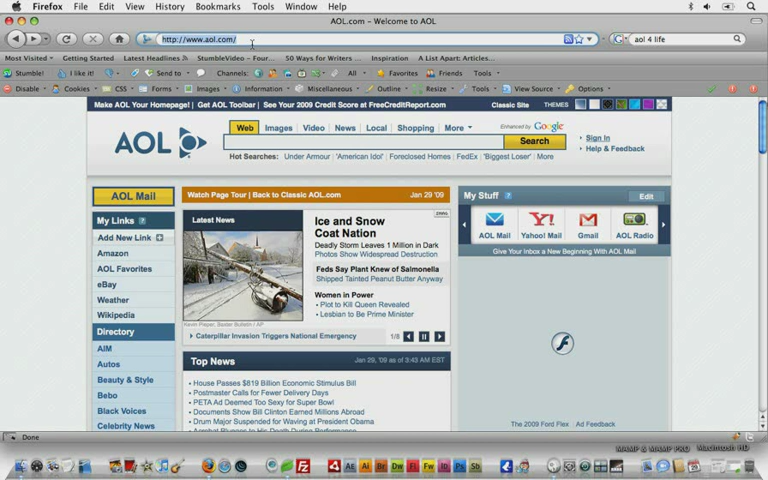 Firefox File Edit View History Bookmarks Tools Window Help
AOL.com - Welcome to AOL
http://www.aol.com/
aol 4 life
Most Visited Getting Started Latest Headlines StumbleVideo - Four... 50 Ways for Writers ... Inspiration A List Apart: Articles...
Stumble! I like it! Send to Channels: All Favorites Friends Tools
Disable Cookies CSS Forms Images Information Miscellaneous Outline Resize Tools View Source Options
Make AOL Your Homepage! | Get AOL Toolbar | See Your 2009 Credit Score at FreeCreditReport.com
Classic Site THEMES
AOL
Web Images Video News Local Shopping More
Enhanced by Google
Search
Hot Searches: Under Armour 'American Idol' Foreclosed Homes FedEx 'Biggest Loser' More
Sign In
Help & Feedback
AOL Mail
Watch Page Tour | Back to Classic AOL.com Jan 29 '09
My Links ?
Add New Link
Amazon
AOL Favorites
eBay
Weather
Wikipedia
Directory
AIM
Autos
Beauty & Style
Bebo
Black Voices
Celebrity News
Latest News
Ice and Snow
Coat Nation
Deadly Storm Leaves 1 Million in Dark
Photos Show Widespread Destruction
Feds Say Plant Knew of Salmonella
Shipped Tainted Peanut Butter Anyway
Women in Power
Plot to Kill Queen Revealed
Lesbian to Be Prime Minister
Caterpillar Invasion Triggers National Emergency 1/8
Top News Jan 29, '09 as of 3:43 AM EST
House Passes $819 Billion Economic Stimulus Bill
Postmaster Calls for Fewer Delivery Days
PETA Ad Deemed Too Sexy for Super Bowl
Documents Show Bill Clinton Earned Millions Abroad
Drum Major Suspended for Waving at President Obama
My Stuff ? Edit
AOL Mail Yahoo! Mail Gmail AOL Radio
Give Your Inbox a New Beginning With AOL Mail
The 2009 Ford Flex Ad Feedback
Done
MAMP & MAMP PRO Macintosh HD